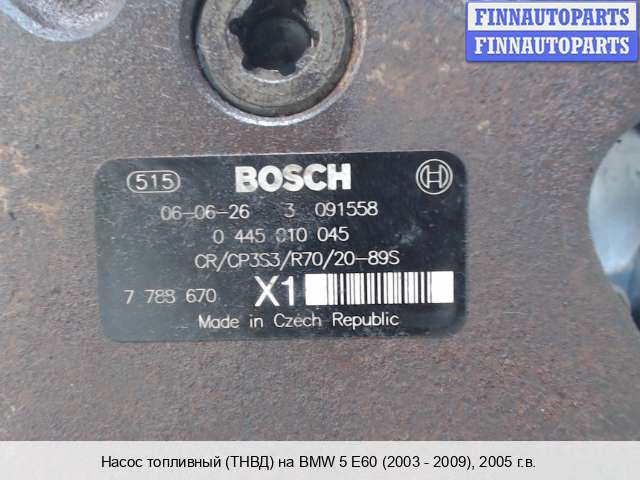 FINNAUTOPARTS
FINNAUTOPARTS
515 BOSCH
06-06-26 3 091558
0 445 010 045
CR/CP3S3/R70/20-89S
7 788 670 X1
Made in Czech Republic
Насос топливный (ТНВД) на BMW 5 E60 (2003 - 2009), 2005 г.в.